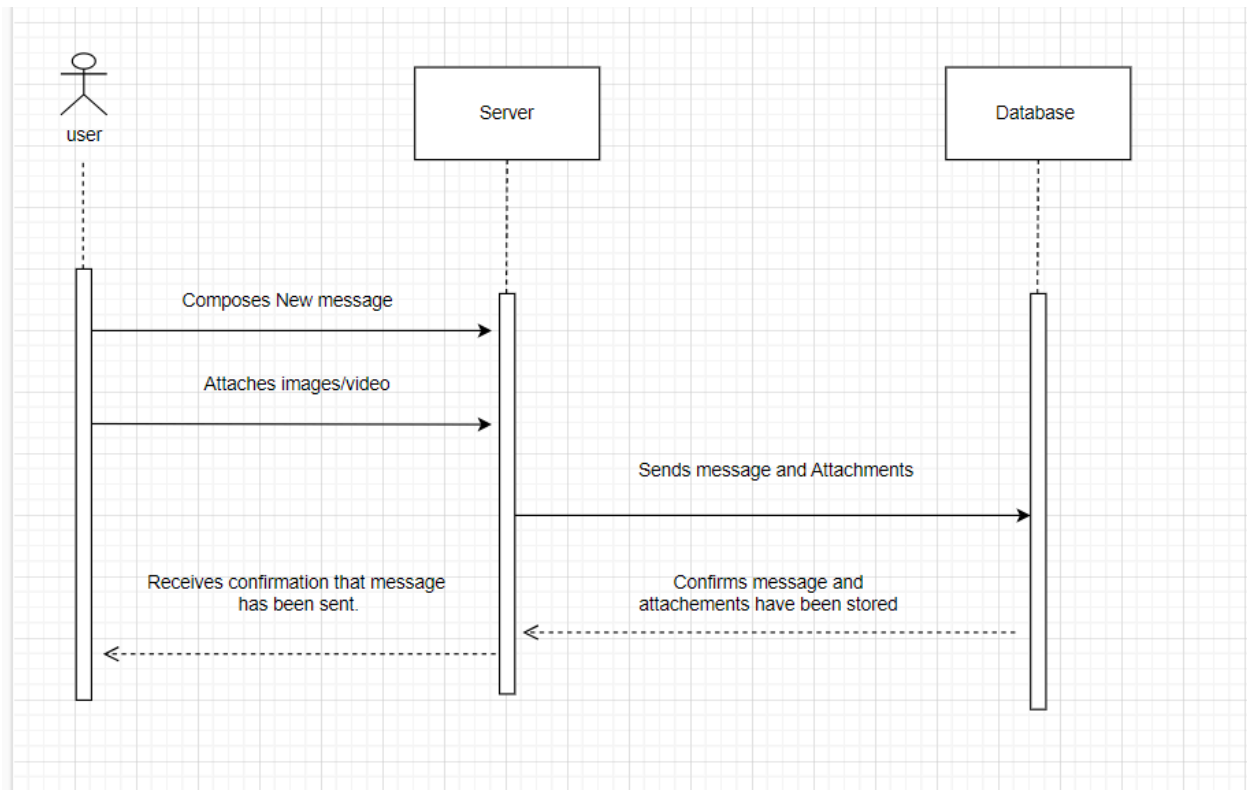 user
Server
Database
Composes New message
Attaches images/video
Sends message and Attachments
Receives confirmation that message
has been sent.
Confirms message and
attachements have been stored